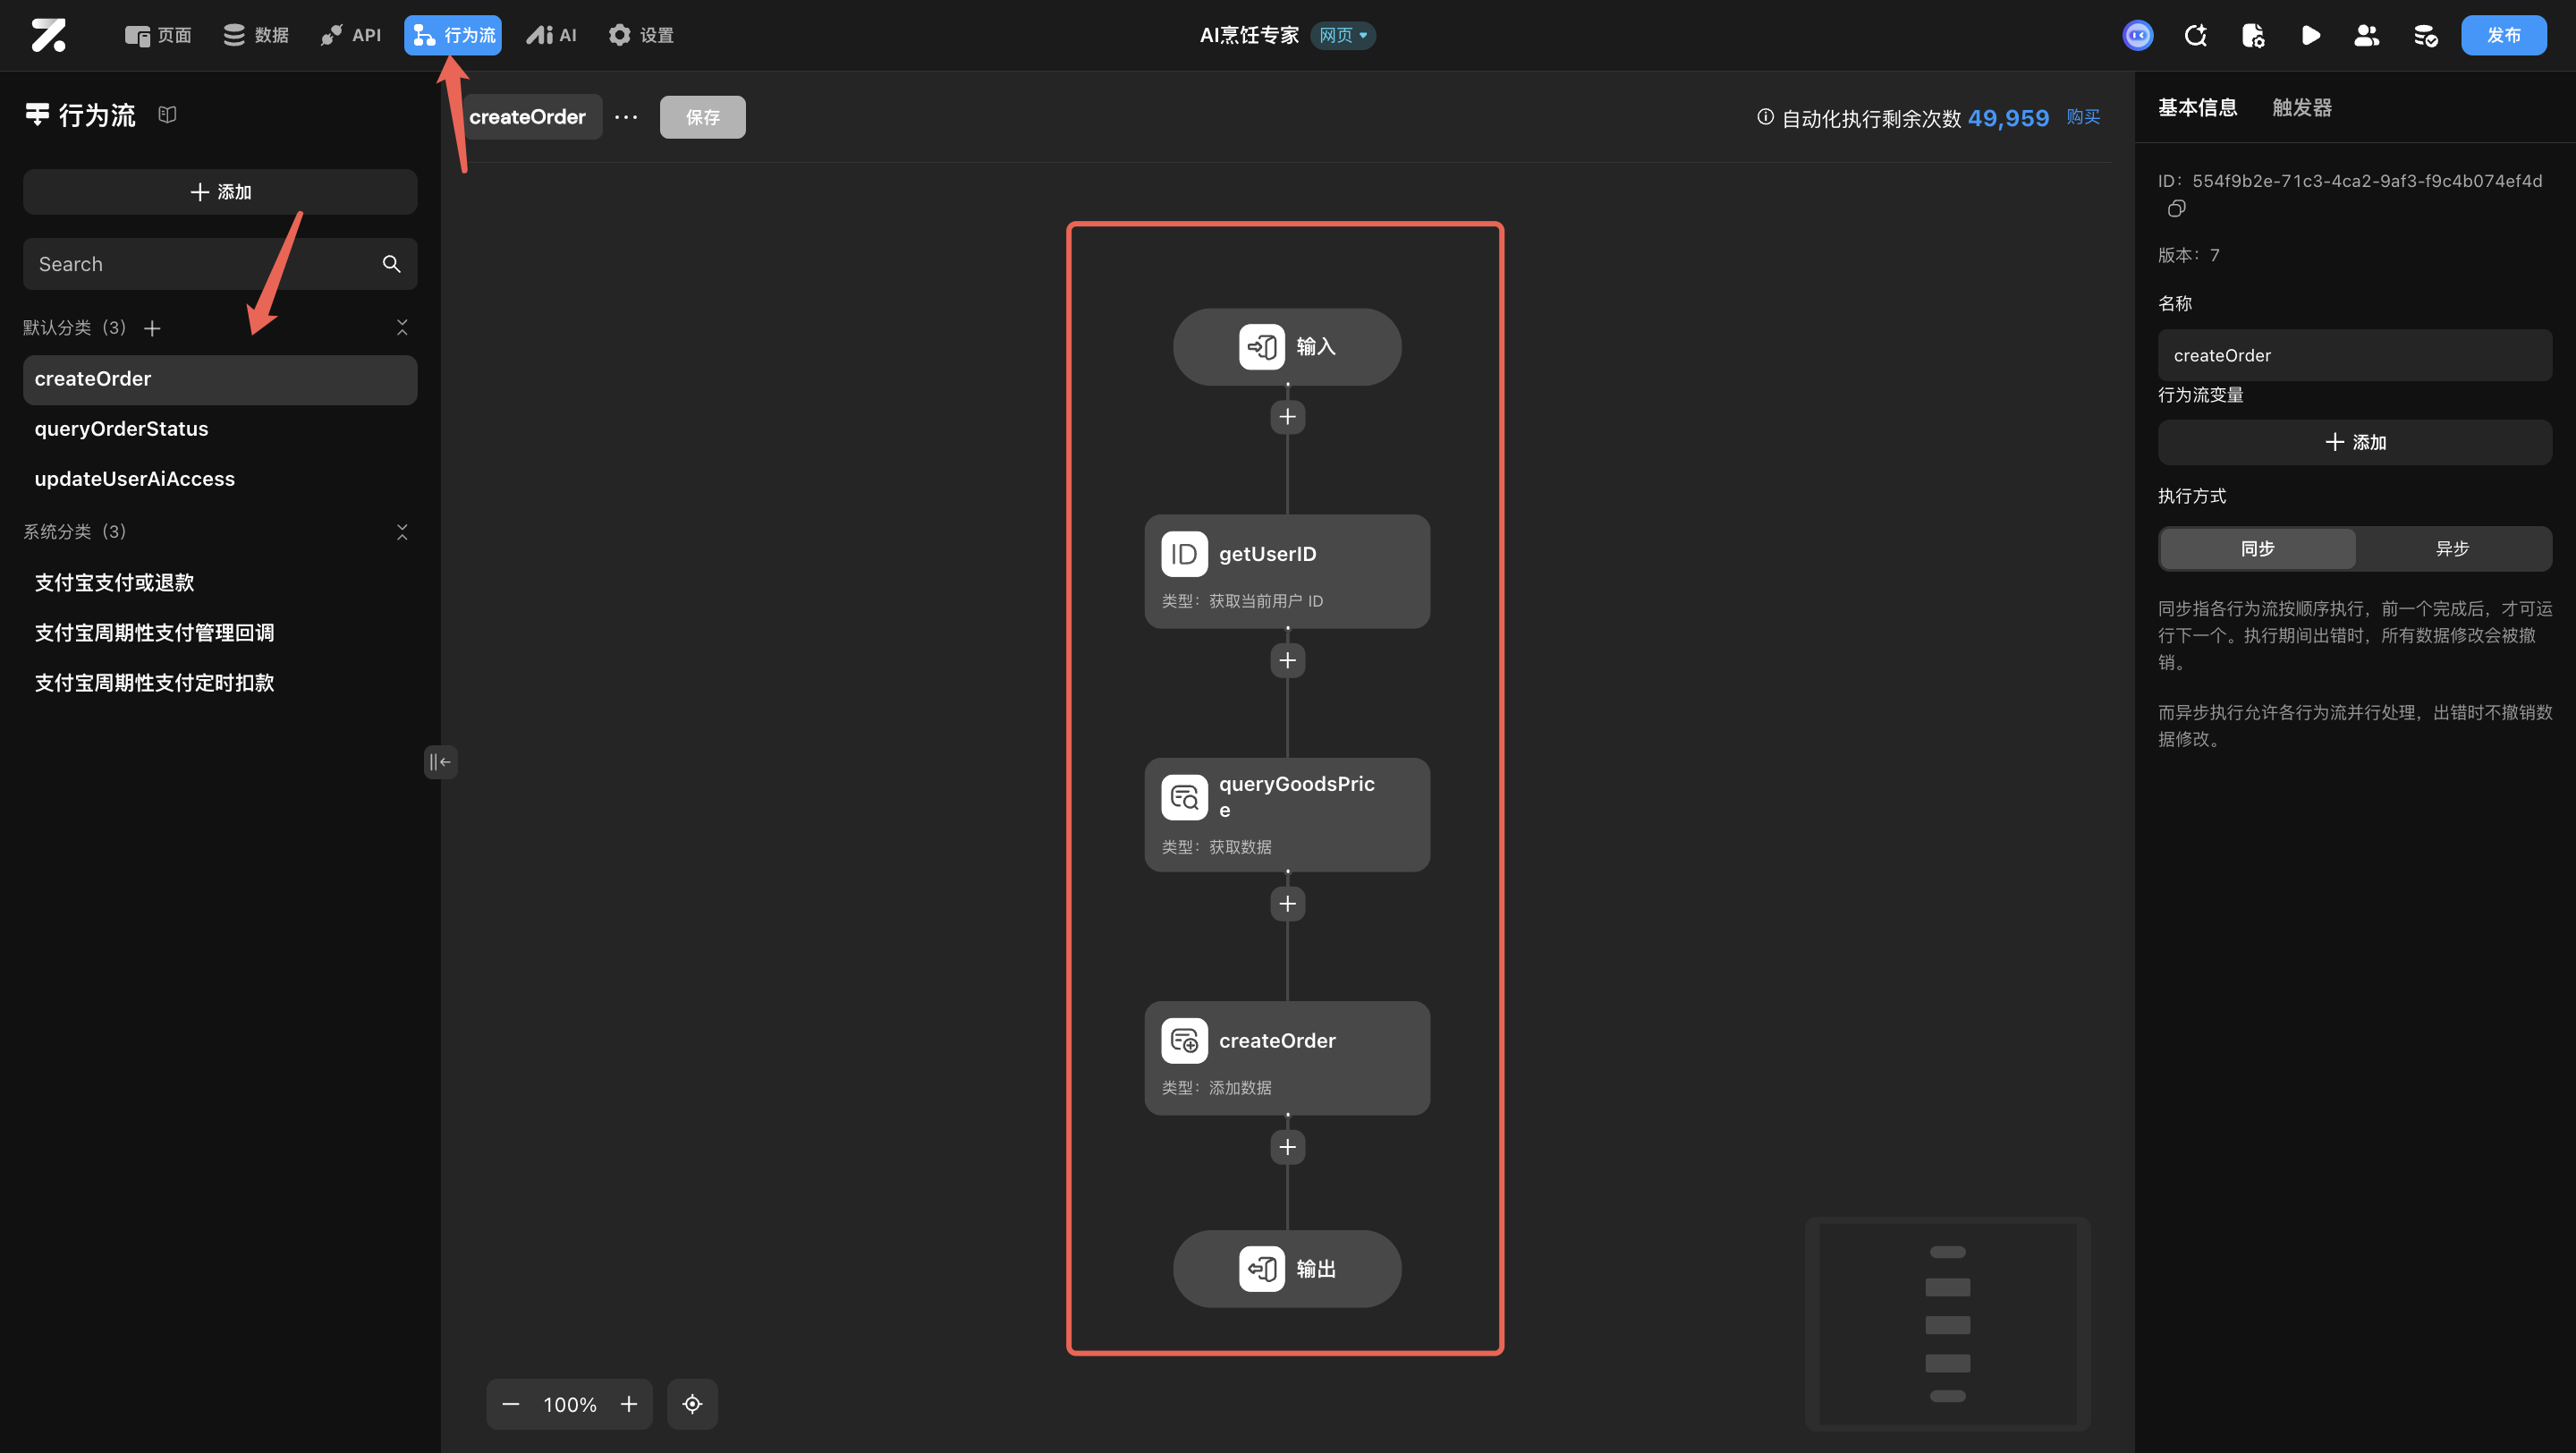 页面
数据
API
行为流
AI
设置
AI烹饪专家
网页
发布
行为流
添加
Search
默认分类（3）
createOrder
queryOrderStatus
updateUserAiAccess
系统分类（3）
支付宝支付或退款
支付宝周期性支付管理回调
支付宝周期性支付定时扣款
createOrder
保存
自动化执行剩余次数 49,959 购买
输入
ID getUserID
类型：获取当前用户 ID
queryGoodsPric
e
类型：获取数据
createOrder
类型：添加数据
输出
100%
基本信息
触发器
ID：554f9b2e-71c3-4ca2-9af3-f9c4b074ef4d
版本：7
名称
createOrder
行为流变量
添加
执行方式
同步
异步
同步指各行为流按顺序执行，前一个完成后，才可运
行下一个。执行期间出错时，所有数据修改会被撤
销。
而异步执行允许各行为流并行处理，出错时不撤销数
据修改。